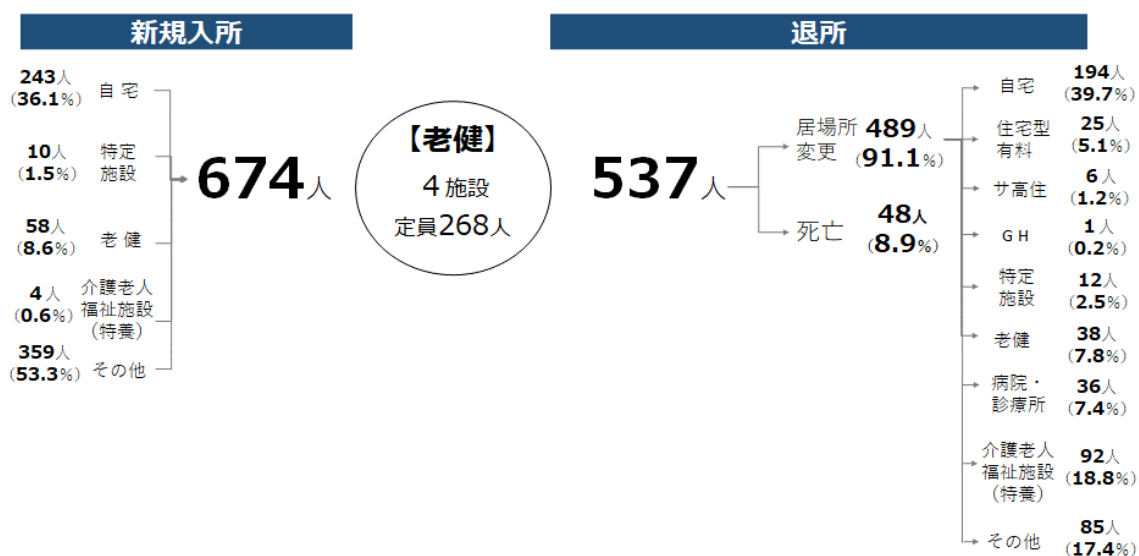 新規入所
243人
(36.1%)
自 宅
10人
(1.5%)
特定
施設
58人
(8.6%)
老 健
4人
(0.6%)
介護老人
福祉施設
(特養)
359人
(53.3%)
その他
674人
【老健】
4 施設
定員268人
退所
537人
居場所
変更
489人
(91.1%)
死亡
48人
(8.9%)
自宅
194人
(39.7%)
住宅型
有料
25人
(5.1%)
サ高住
6人
(1.2%)
GH
1人
(0.2%)
特定
施設
12人
(2.5%)
老健
38人
(7.8%)
病院・
診療所
36人
(7.4%)
介護老人
福祉施設
(特養)
92人
(18.8%)
その他
85人
(17.4%)